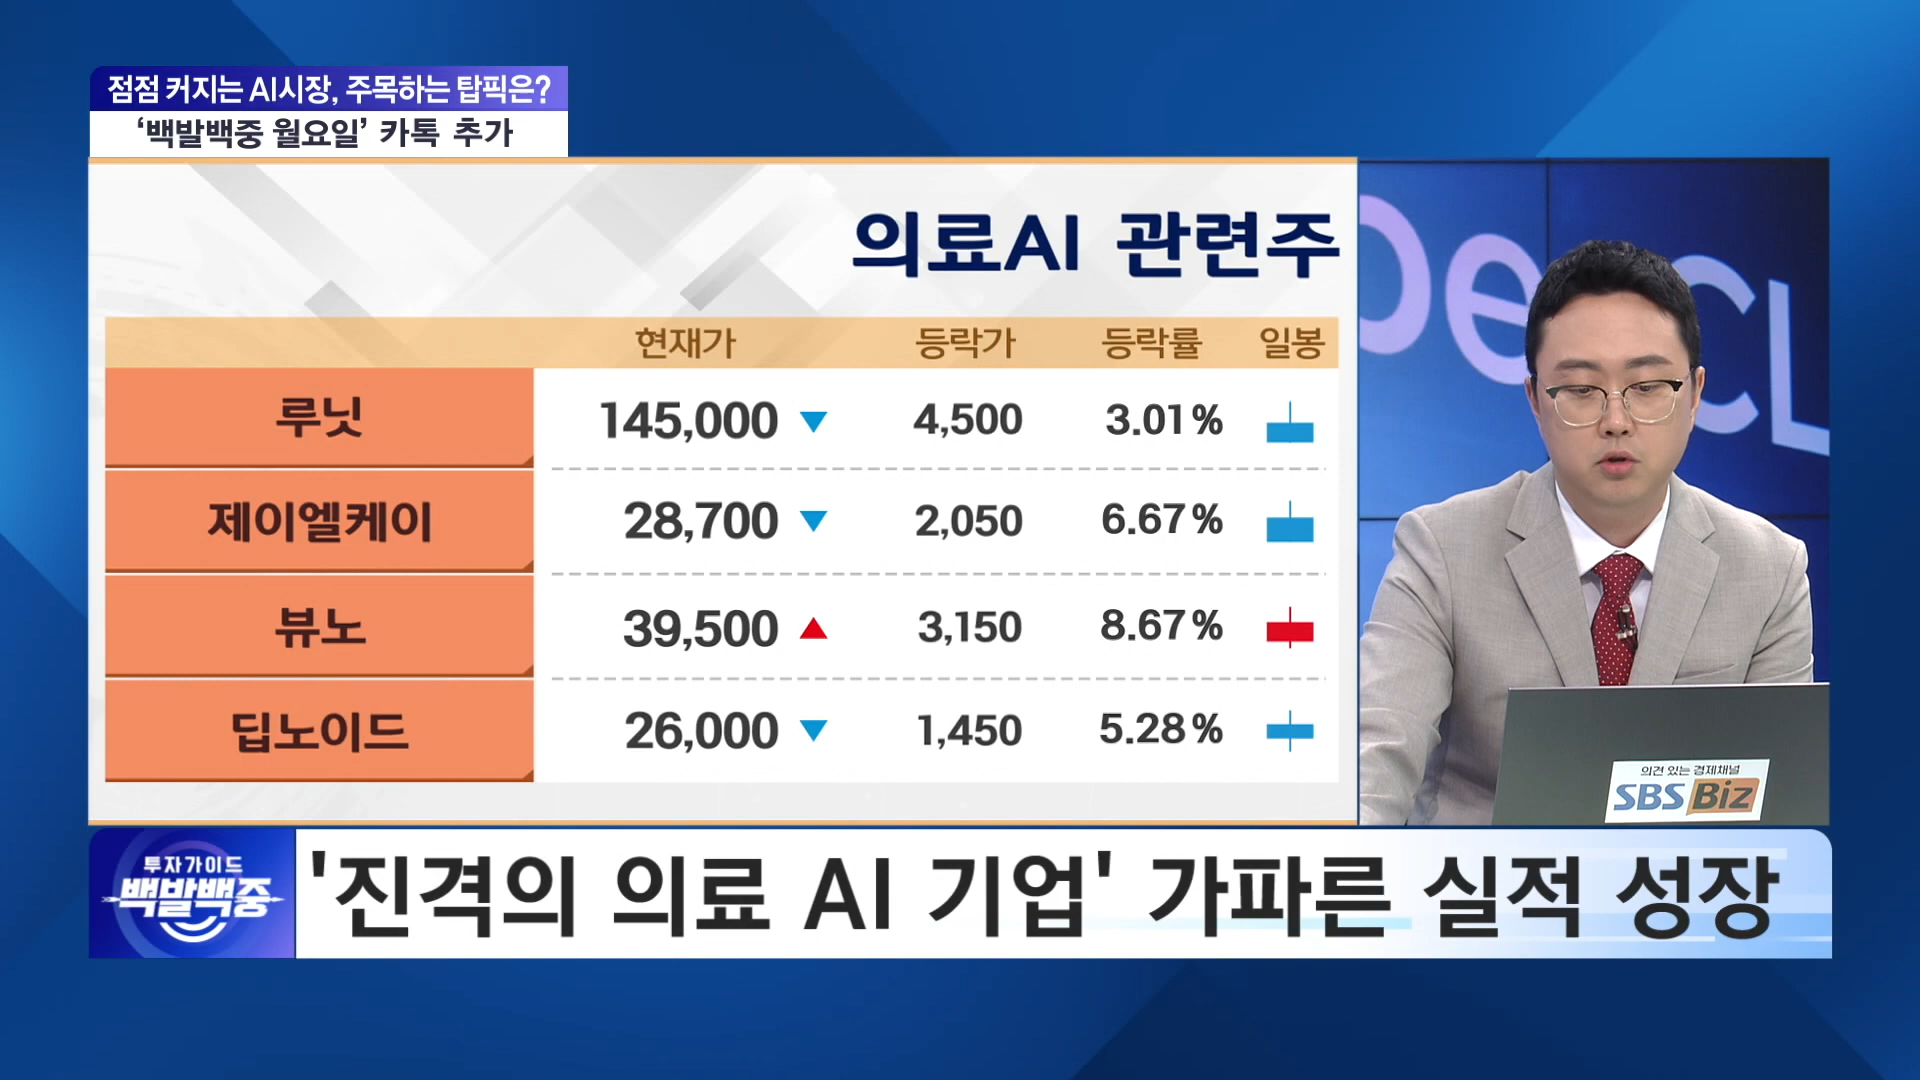 점점 커지는 AI시장, 주목하는 탑픽은?
‘백발백중 월요일’ 카톡 추가
의료AI 관련주
현재가 등락가 등락률 일봉
루닛 145,000 ▼ 4,500 3.01%
제이엘케이 28,700 ▼ 2,050 6.67%
뷰노 39,500 ▲ 3,150 8.67%
딥노이드 26,000 ▼ 1,450 5.28%
의견 있는 경제채널
SBS Biz
투자가이드
백발백중
'진격의 의료 AI 기업' 가파른 실적 성장